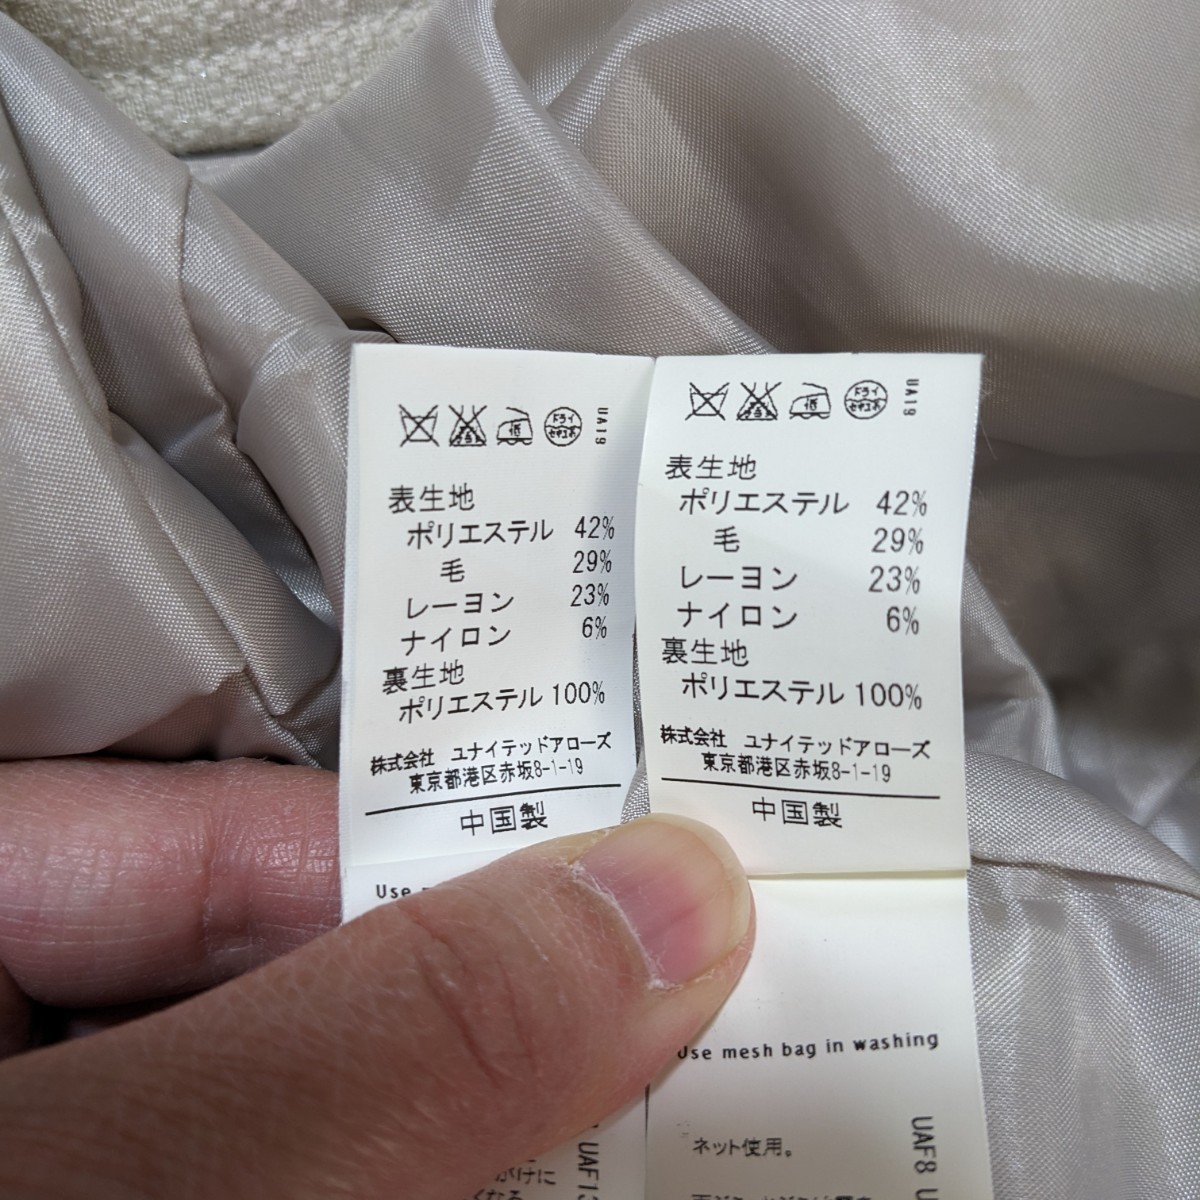 UA19
表生地
ポリエステル 42%
毛 29%
レーヨン 23%
ナイロン 6%
裏生地
ポリエステル 100%
株式会社 ユナイテッドアローズ
東京都港区赤坂8-1-19
中国製
Use
UAF13
ドライ
UA19
表生地
ポリエステル 42%
毛 29%
レーヨン 23%
ナイロン 6%
裏生地
ポリエステル 100%
株式会社 ユナイテッドアローズ
東京都港区赤坂8-1-19
中国製
Use mesh bag in washing
ネット使用。
UAF8 U